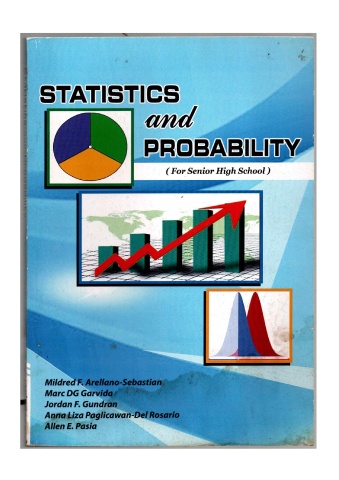 STATISTICS
and
PROBABILITY
( For Senior High School )
Mildred F. Arellano-Sebastian
Marc DG Garvida
Jordan F. Gundran
Anna Liza Paglicawan-Del Rosario
Allen E. Pasia